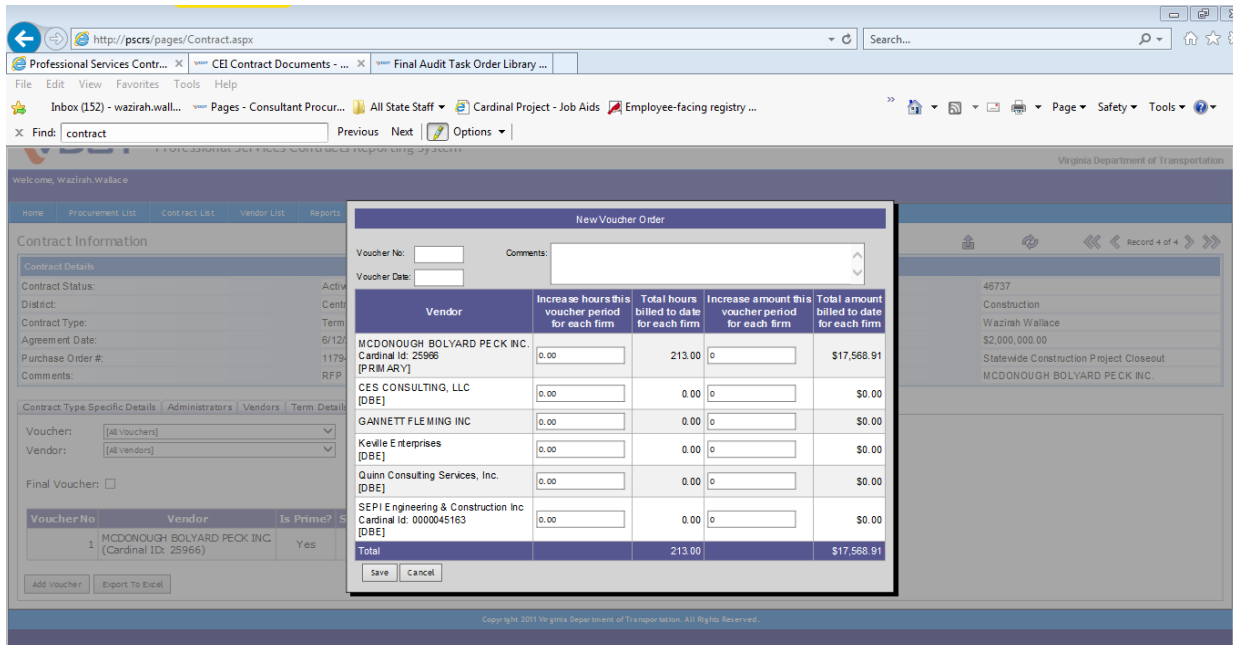 http://pscrs/pages/Contract.aspx
Search...
Professional Services Contr...
CEI Contract Documents - ...
Final Audit Task Order Library ...
File Edit View Favorites Tools Help
Inbox (152) - wazirah.wall... Pages - Consultant Procur... All State Staff Cardinal Project - Job Aids Employee-facing registry ... » Page Safety Tools
x Find: contract Previous Next Options
Professional Services Contracts Reporting System
Virginia Department of Transportation
Welcome, Wazirah.Wallace
Home Procurement List Contract List Vendor List Reports
Contract Information
Record 4 of 4
Contract Details
Contract Status: Activ 46737
District: Centr Construction
Contract Type: Term Wazirah Wallace
Agreement Date: 6/12/ $2,000,000.00
Purchase Order #: 1179 Statewide Construction Project Closeout
Comments: RFP MCDONOUGH BOLYARD PECK INC.
Contract Type Specific Details Administrators Vendors Term Detail
Voucher: [All Vouchers]
Vendor: [All Vendors]
Final Voucher:
Voucher No Vendor Is Prime? S
1 MCDONOUGH BOLYARD PECK INC. (Cardinal ID: 25966) Yes
Add Voucher Export To Excel
New Voucher Order
Voucher No: Comments:
Voucher Date:
Vendor
Increase hours this voucher period for each firm
Total hours billed to date for each firm
Increase amount this voucher period for each firm
Total amount billed to date for each firm
MCDONOUGH BOLYARD PECK INC.
Cardinal Id: 25966 0.00 213.00 0 $17,568.91
[PRIMARY]
CES CONSULTING, LLC 0.00 0.00 0 $0.00
[DBE]
GANNETT FLEMING INC 0.00 0.00 0 $0.00
Keville Enterprises 0.00 0.00 0 $0.00
[DBE]
Quinn Consulting Services, Inc. 0.00 0.00 0 $0.00
[DBE]
SEPI Engineering & Construction Inc
Cardinal Id: 0000045163 0.00 0.00 0 $0.00
[DBE]
Total 213.00 $17,568.91
Save Cancel
Copyright 2011 Virginia Department of Transportation. All Rights Reserved.